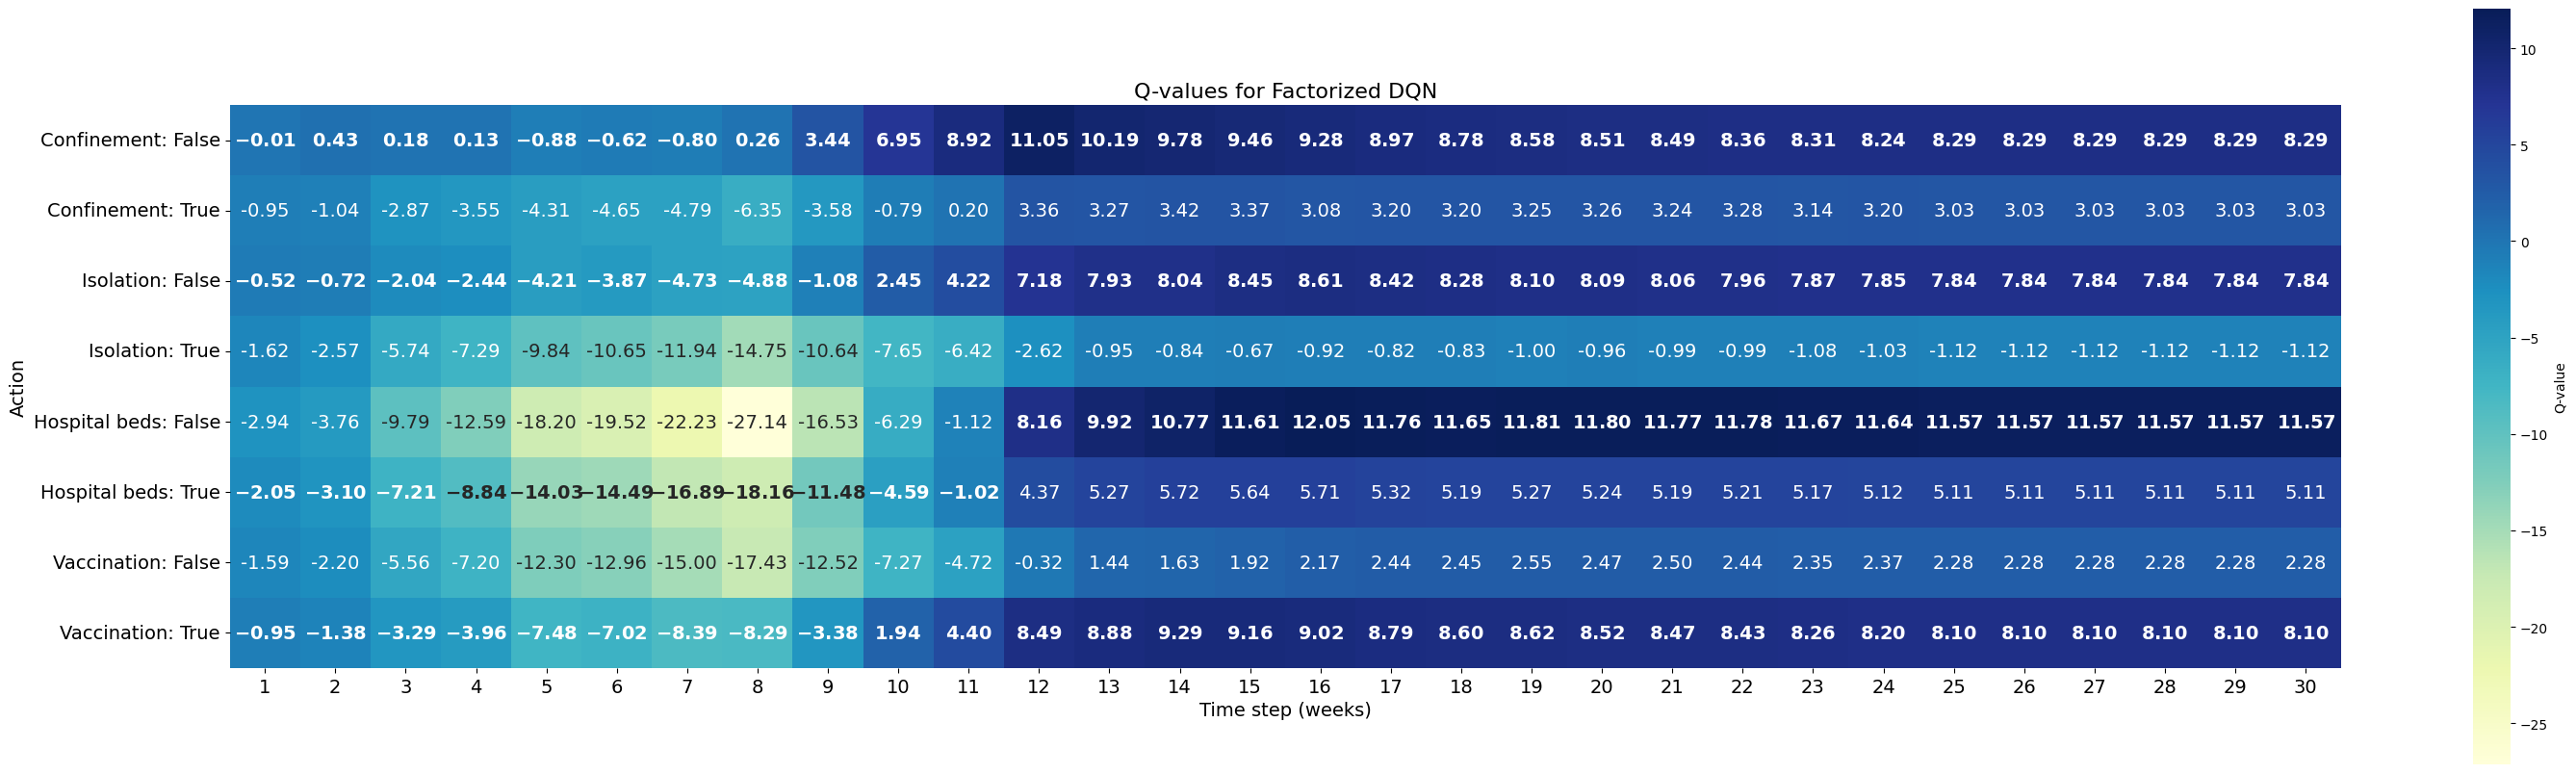 Q-values for Factorized DQN
Confinement: False −0.01 0.43 0.18 0.13 −0.88 −0.62 −0.80 0.26 3.44 6.95 8.92 11.05 10.19 9.78 9.46 9.28 8.97 8.78 8.58 8.51 8.49 8.36 8.31 8.24 8.29 8.29 8.29 8.29 8.29 8.29
Confinement: True -0.95 -1.04 -2.87 -3.55 -4.31 -4.65 -4.79 -6.35 -3.58 -0.79 0.20 3.36 3.27 3.42 3.37 3.08 3.20 3.20 3.25 3.26 3.24 3.28 3.14 3.20 3.03 3.03 3.03 3.03 3.03 3.03
Isolation: False −0.52 −0.72 −2.04 −2.44 −4.21 −3.87 −4.73 −4.88 −1.08 2.45 4.22 7.18 7.93 8.04 8.45 8.61 8.42 8.28 8.10 8.09 8.06 7.96 7.87 7.85 7.84 7.84 7.84 7.84 7.84 7.84
Isolation: True -1.62 -2.57 -5.74 -7.29 -9.84 -10.65 -11.94 -14.75 -10.64 -7.65 -6.42 -2.62 -0.95 -0.84 -0.67 -0.92 -0.82 -0.83 -1.00 -0.96 -0.99 -0.99 -1.08 -1.03 -1.12 -1.12 -1.12 -1.12 -1.12 -1.12
Hospital beds: False -2.94 -3.76 -9.79 -12.59 -18.20 -19.52 -22.23 -27.14 -16.53 -6.29 -1.12 8.16 9.92 10.77 11.61 12.05 11.76 11.65 11.81 11.80 11.77 11.78 11.67 11.64 11.57 11.57 11.57 11.57 11.57 11.57
Hospital beds: True −2.05 −3.10 −7.21 −8.84 −14.03 −14.49 −16.89 −18.16 −11.48 −4.59 −1.02 4.37 5.27 5.72 5.64 5.71 5.32 5.19 5.27 5.24 5.19 5.21 5.17 5.12 5.11 5.11 5.11 5.11 5.11 5.11
Vaccination: False -1.59 -2.20 -5.56 -7.20 -12.30 -12.96 -15.00 -17.43 -12.52 -7.27 -4.72 -0.32 1.44 1.63 1.92 2.17 2.44 2.45 2.55 2.47 2.50 2.44 2.35 2.37 2.28 2.28 2.28 2.28 2.28 2.28
Vaccination: True −0.95 −1.38 −3.29 −3.96 −7.48 −7.02 −8.39 −8.29 −3.38 1.94 4.40 8.49 8.88 9.29 9.16 9.02 8.79 8.60 8.62 8.52 8.47 8.43 8.26 8.20 8.10 8.10 8.10 8.10 8.10 8.10
1 2 3 4 5 6 7 8 9 10 11 12 13 14 15 16 17 18 19 20 21 22 23 24 25 26 27 28 29 30
Time step (weeks)
Action
10
5
0
−5
−10
−15
−20
−25
Q-value